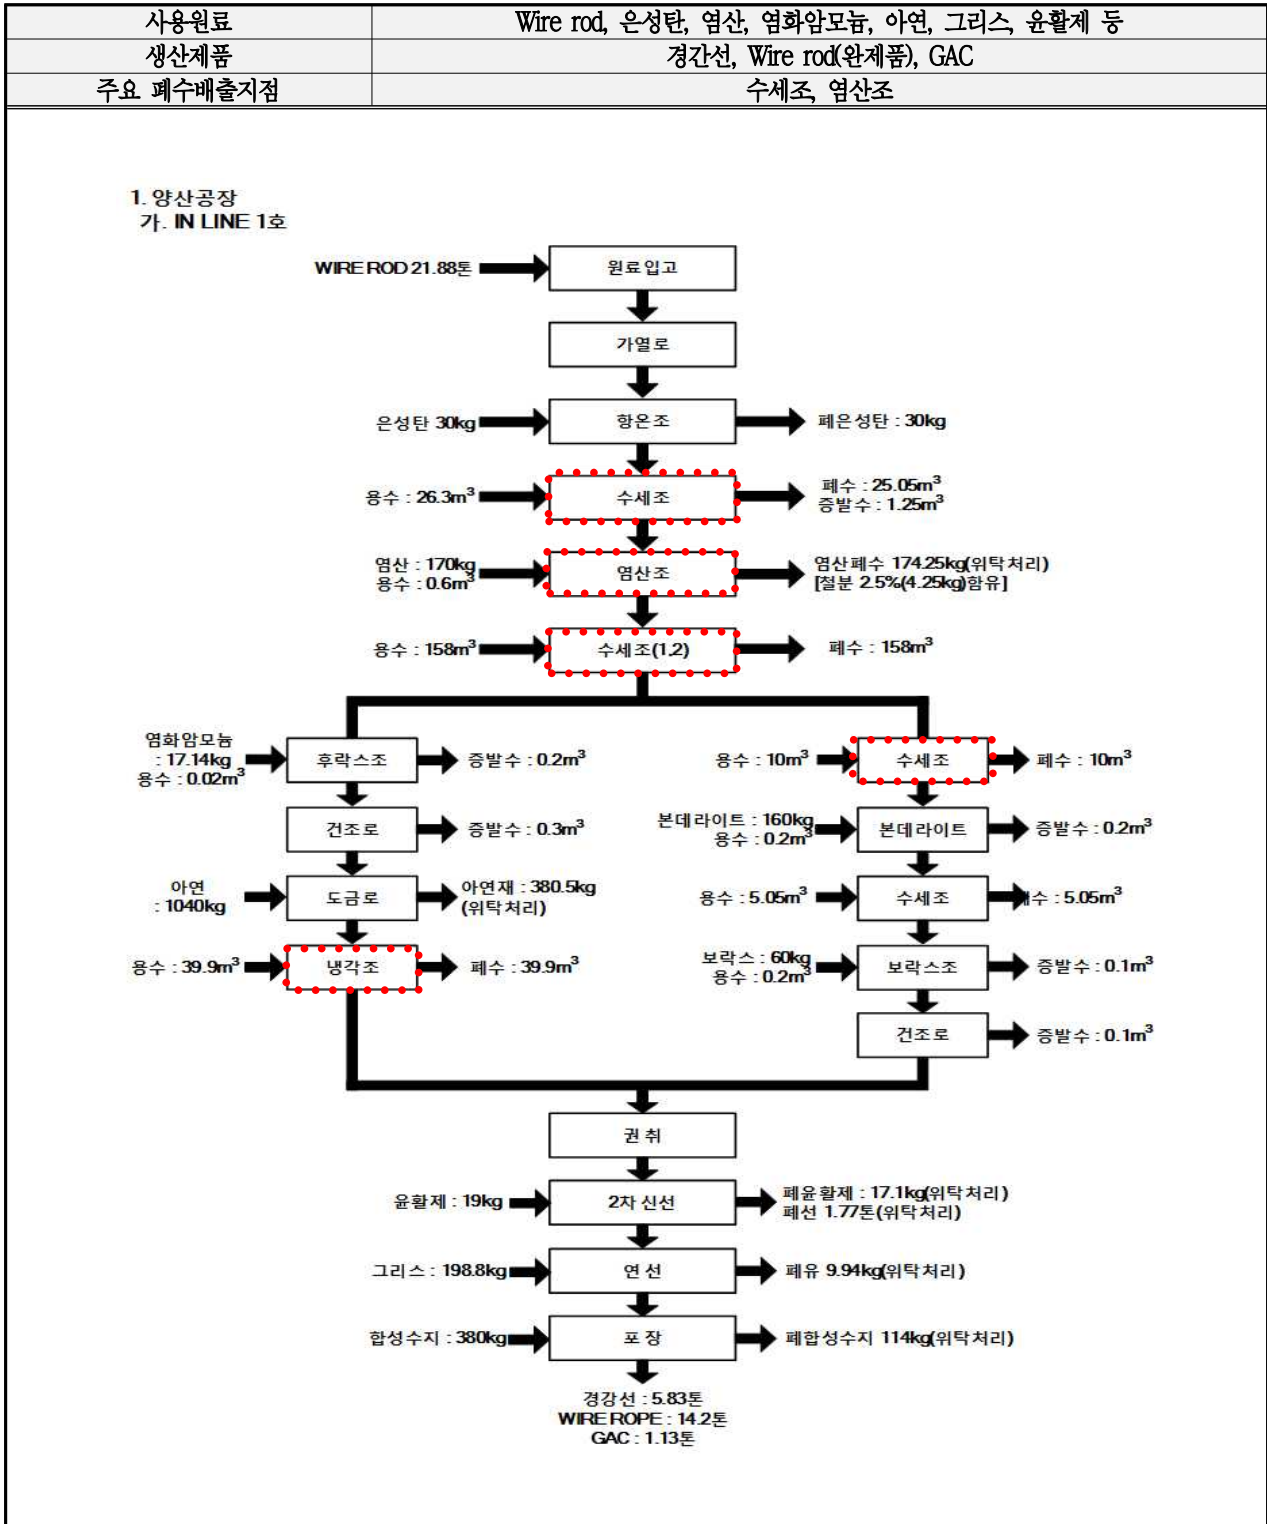 사용원료 Wire rod, 은성탄, 염산, 염화암모늄, 아연, 그리스, 윤활제 등
생산제품 경간선, Wire rod(완제품), GAC
주요 폐수배출지점 수세조, 염산조
1. 양산공장
가. IN LINE 1호
WIRE ROD 21.88톤 원료입고
가열로
은성탄 30kg 항온조 폐은성탄 : 30kg
용수 : 26.3m³ 수세조 폐수 : 25.05m³
증발수 : 1.25m³
염산 : 170kg 염산조 염산폐수 174.25kg(위탁처리)
용수 : 0.6m³ [철분 2.5%(4.25kg)함유]
용수 : 158m³ 수세조(1,2) 폐수 : 158m³
염화암모늄
: 17.14kg 후락스조 증발수 : 0.2m³
용수 : 0.02m³
건조로 증발수 : 0.3m³
아연 도금로 아연재 : 380.5kg
: 1040kg (위탁처리)
용수 : 39.9m³ 냉각조 폐수 : 39.9m³
용수 : 10m³ 수세조 폐수 : 10m³
본데라이트 : 160kg 본데라이트 증발수 : 0.2m³
용수 : 0.2m³
용수 : 5.05m³ 수세조 수 : 5.05m³
보락스 : 60kg 보락스조 증발수 : 0.1m³
용수 : 0.2m³
건조로 증발수 : 0.1m³
권 취
윤활제 : 19kg 2차 신선 폐윤활제 : 17.1kg(위탁처리)
폐선 1.77톤(위탁처리)
그리스 : 198.8kg 연 선 폐유 9.94kg(위탁처리)
합성수지 : 380kg 포 장 폐합성수지 114kg(위탁처리)
경강선 : 5.83톤
WIRE ROPE : 14.2톤
GAC : 1.13톤